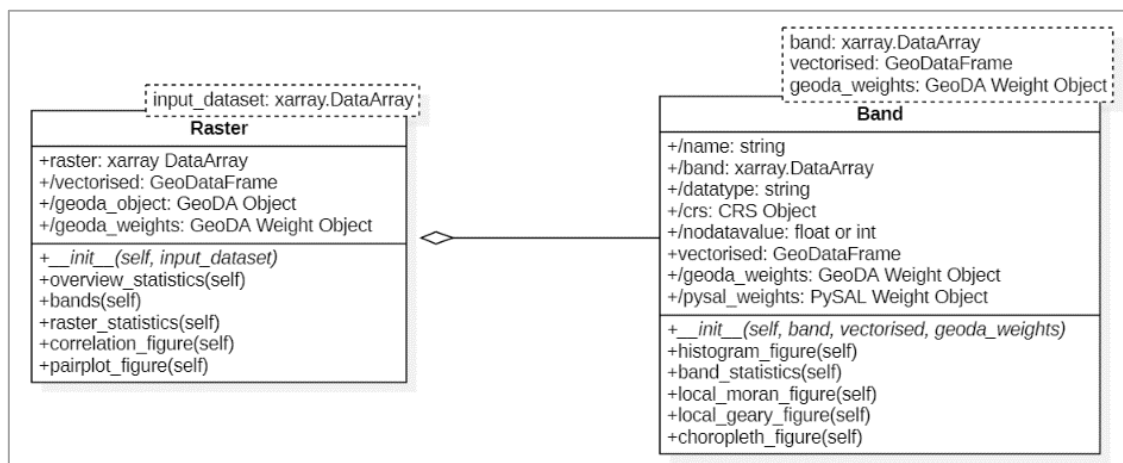 input_dataset: xarray.DataArray
Raster
+raster: xarray DataArray
+/vectorised: GeoDataFrame
+/geoda_object: GeoDA Object
+/geoda_weights: GeoDA Weight Object
+__init__(self, input_dataset)
+overview_statistics(self)
+bands(self)
+raster_statistics(self)
+correlation_figure(self)
+pairplot_figure(self)
band: xarray.DataArray
vectorised: GeoDataFrame
geoda_weights: GeoDA Weight Object
Band
+/name: string
+/band: xarray.DataArray
+/datatype: string
+/crs: CRS Object
+/nodatavalue: float or int
+vectorised: GeoDataFrame
+/geoda_weights: GeoDA Weight Object
+/pysal_weights: PySAL Weight Object
+__init__(self, band, vectorised, geoda_weights)
+histogram_figure(self)
+band_statistics(self)
+local_moran_figure(self)
+local_geary_figure(self)
+choropleth_figure(self)